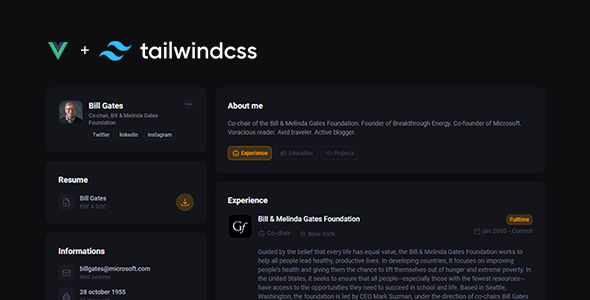 + tailwindcss
Bill Gates
Co-chair, Bill & Melinda Gates
Foundation
Twitter linkedin instagram
Resume
Bill Gates
PDF & DOC
Informations
billgates@microsoft.com
Mail address
28 october 1955
About me
Co-chair of the Bill & Melinda Gates Foundation. Founder of Breakthrough Energy. Co-founder of Microsoft.
Voracious reader. Avid traveler. Active blogger.
Experience Education Projects
Experience
Gf
Bill & Melinda Gates Foundation
Fulltime
Co-chair New York
Jan 2000 - Current
Guided by the belief that every life has equal value, the Bill & Melinda Gates Foundation works to
help all people lead healthy, productive lives. In developing countries, it focuses on improving
people's health and giving them the chance to lift themselves out of hunger and extreme poverty. In
the United States, it seeks to ensure that all people—especially those with the fewest resources—
have access to the opportunities they need to succeed in school and life. Based in Seattle,
Washington, the foundation is led by CEO Mark Suzman, under the direction of co-chairs Bill Gates